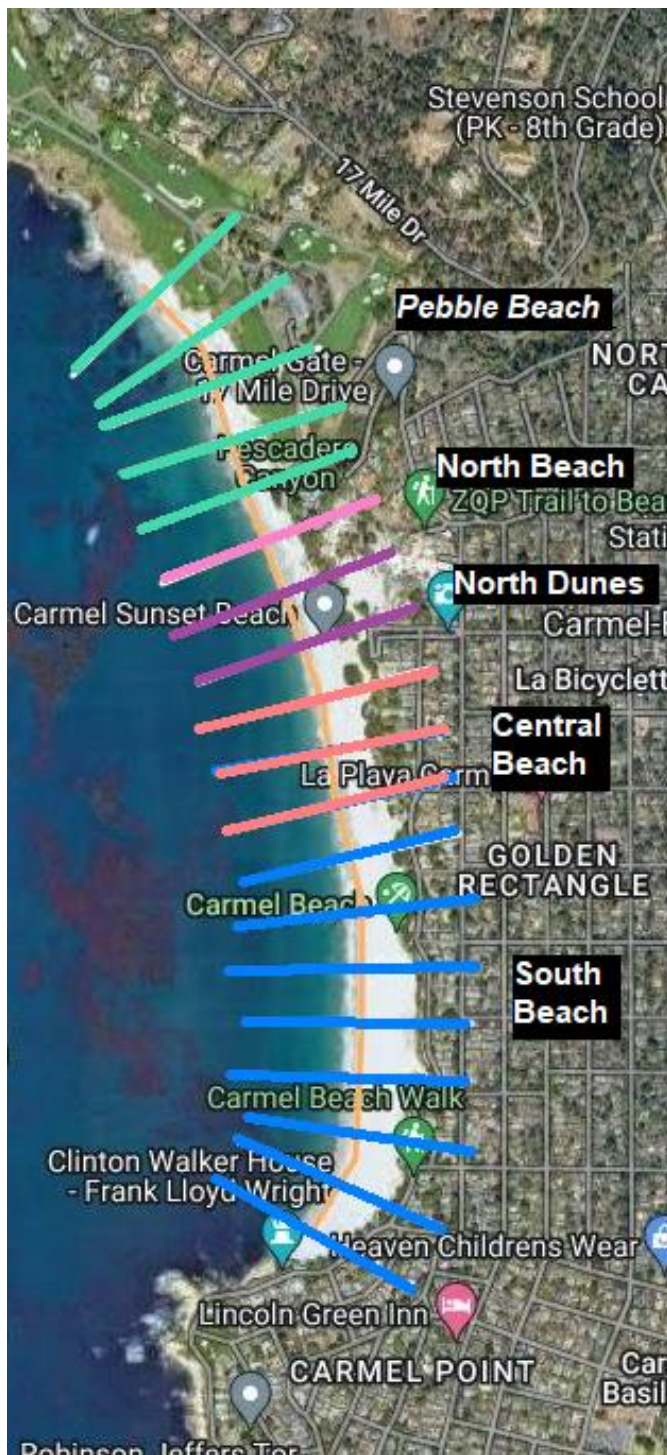 Stevenson School
(PK - 8th Grade)
17 Mile Dr
Pebble Beach
Carmel Gate -
17 Mile Drive
NORT
CA
Pescadero
Canyon
North Beach
ZOP Trail to Bea
Stati
North Dunes
Carmel Sunset Beach
Carmel-
La Bicyclett
Central
Beach
La Playa Carm
GOLDEN
RECTANGLE
Carmel Beach
South
Beach
Carmel Beach Walk
Clinton Walker House
- Frank Lloyd Wright
Heaven Childrens Wear
Lincoln Green Inn
CARMEL POINT
Car
Basil
Robinson Jeffers Tor